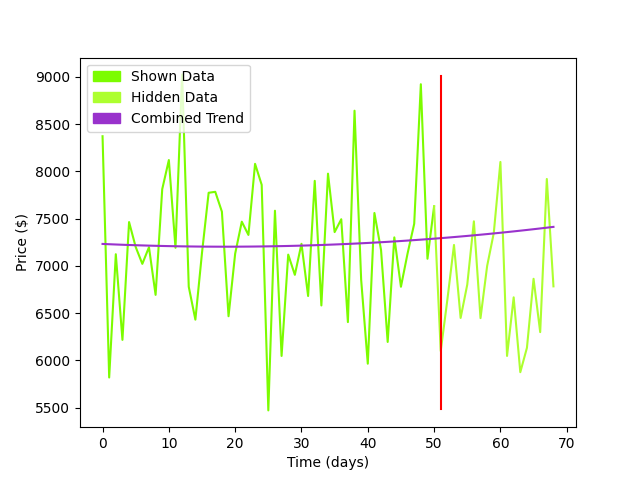 Shown Data
Hidden Data
Combined Trend
9000
8500
8000
7500
7000
6500
6000
5500
Price ($)
0 10 20 30 40 50 60 70
Time (days)